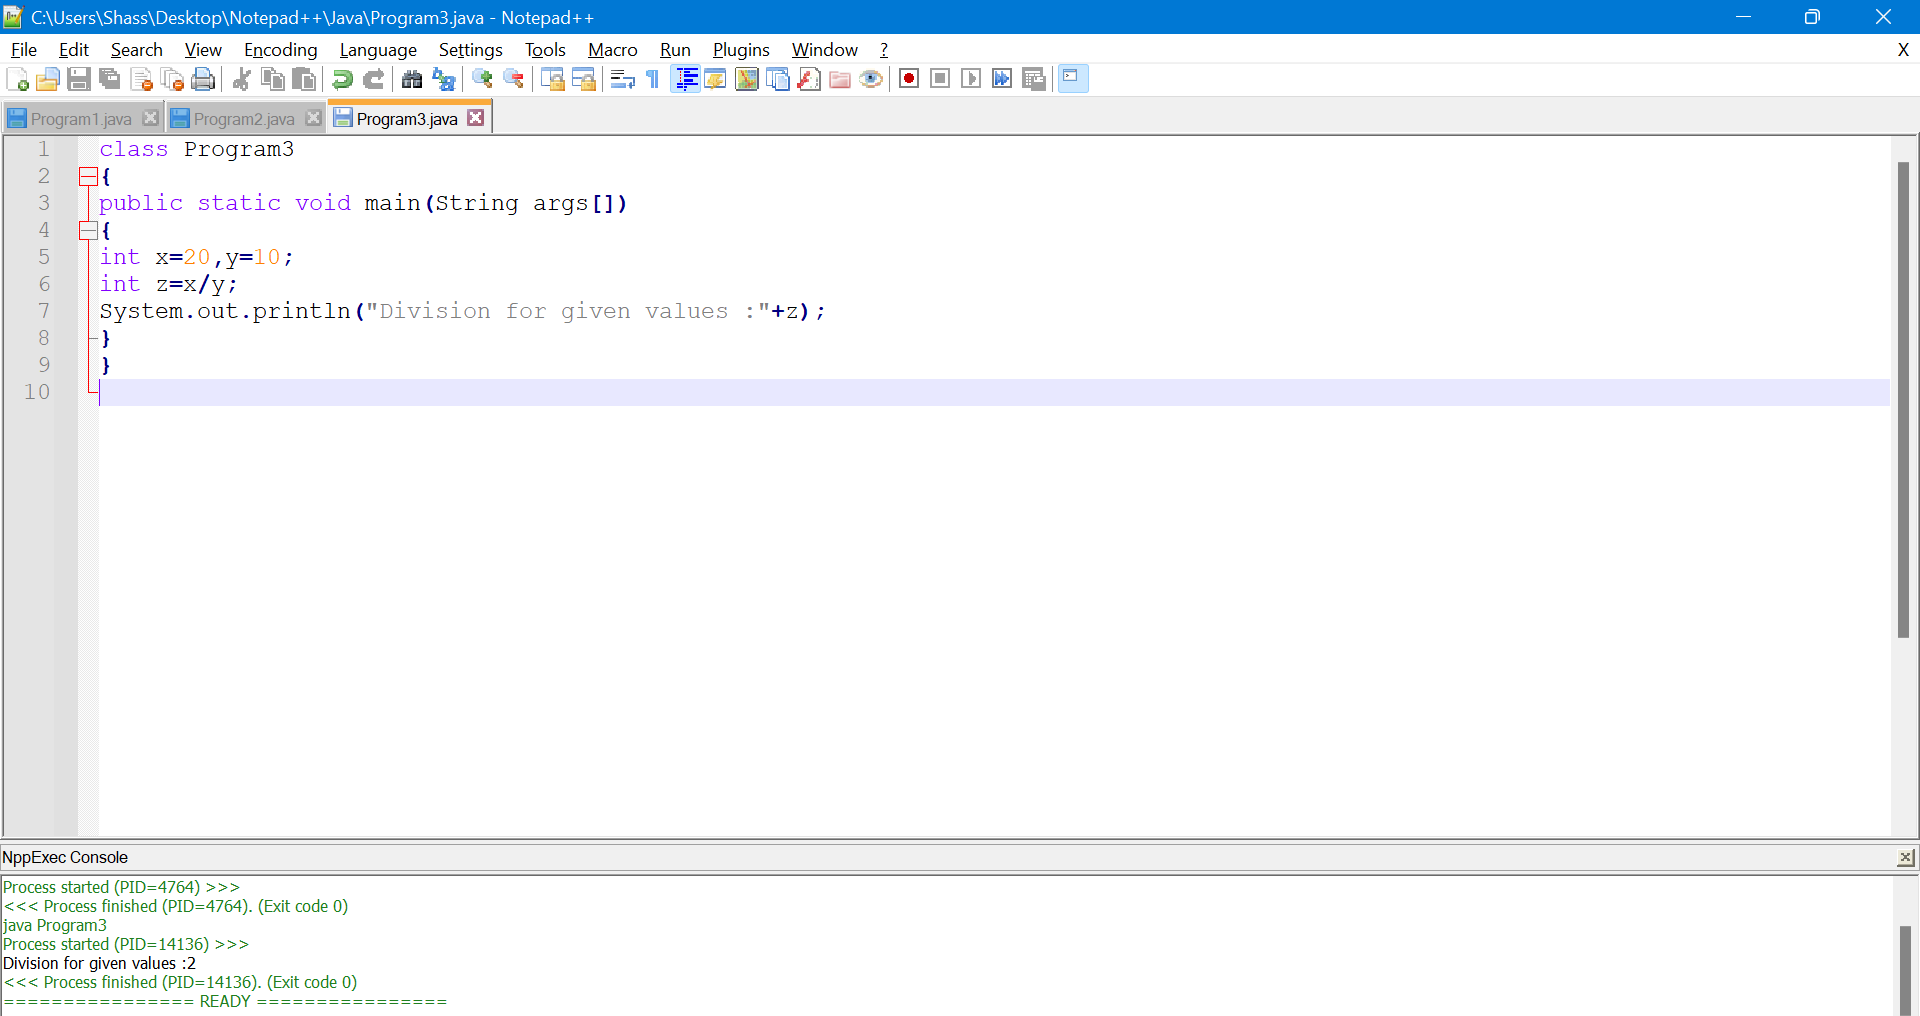 C:\Users\Shass\Desktop\Notepad++\Java\Program3.java - Notepad++
File Edit Search View Encoding Language Settings Tools Macro Run Plugins Window ? X
Program1.java Program2.java Program3.java
1 class Program3
2 {
3 public static void main(String args[])
4 {
5 int x=20,y=10;
6 int z=x/y;
7 System.out.println("Division for given values :"+z);
8 }
9 }
10
NppExec Console
Process started (PID=4764) >>>
<<< Process finished (PID=4764). (Exit code 0)
java Program3
Process started (PID=14136) >>>
Division for given values :2
<<< Process finished (PID=14136). (Exit code 0)
================ READY ================